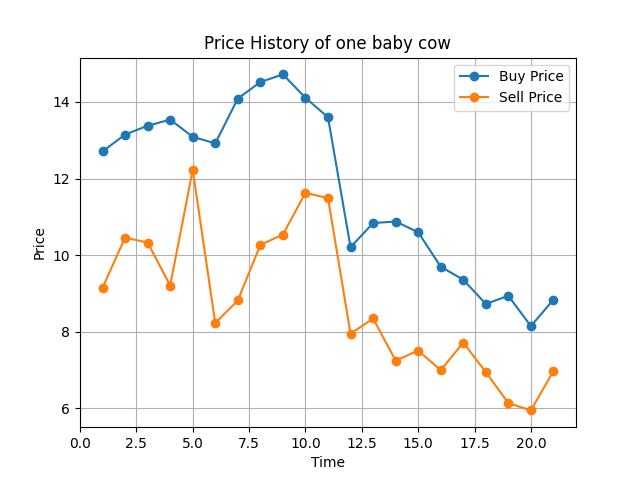 Price History of one baby cow
Buy Price
Sell Price
14
12
10
8
6
Price
0.0 2.5 5.0 7.5 10.0 12.5 15.0 17.5 20.0
Time